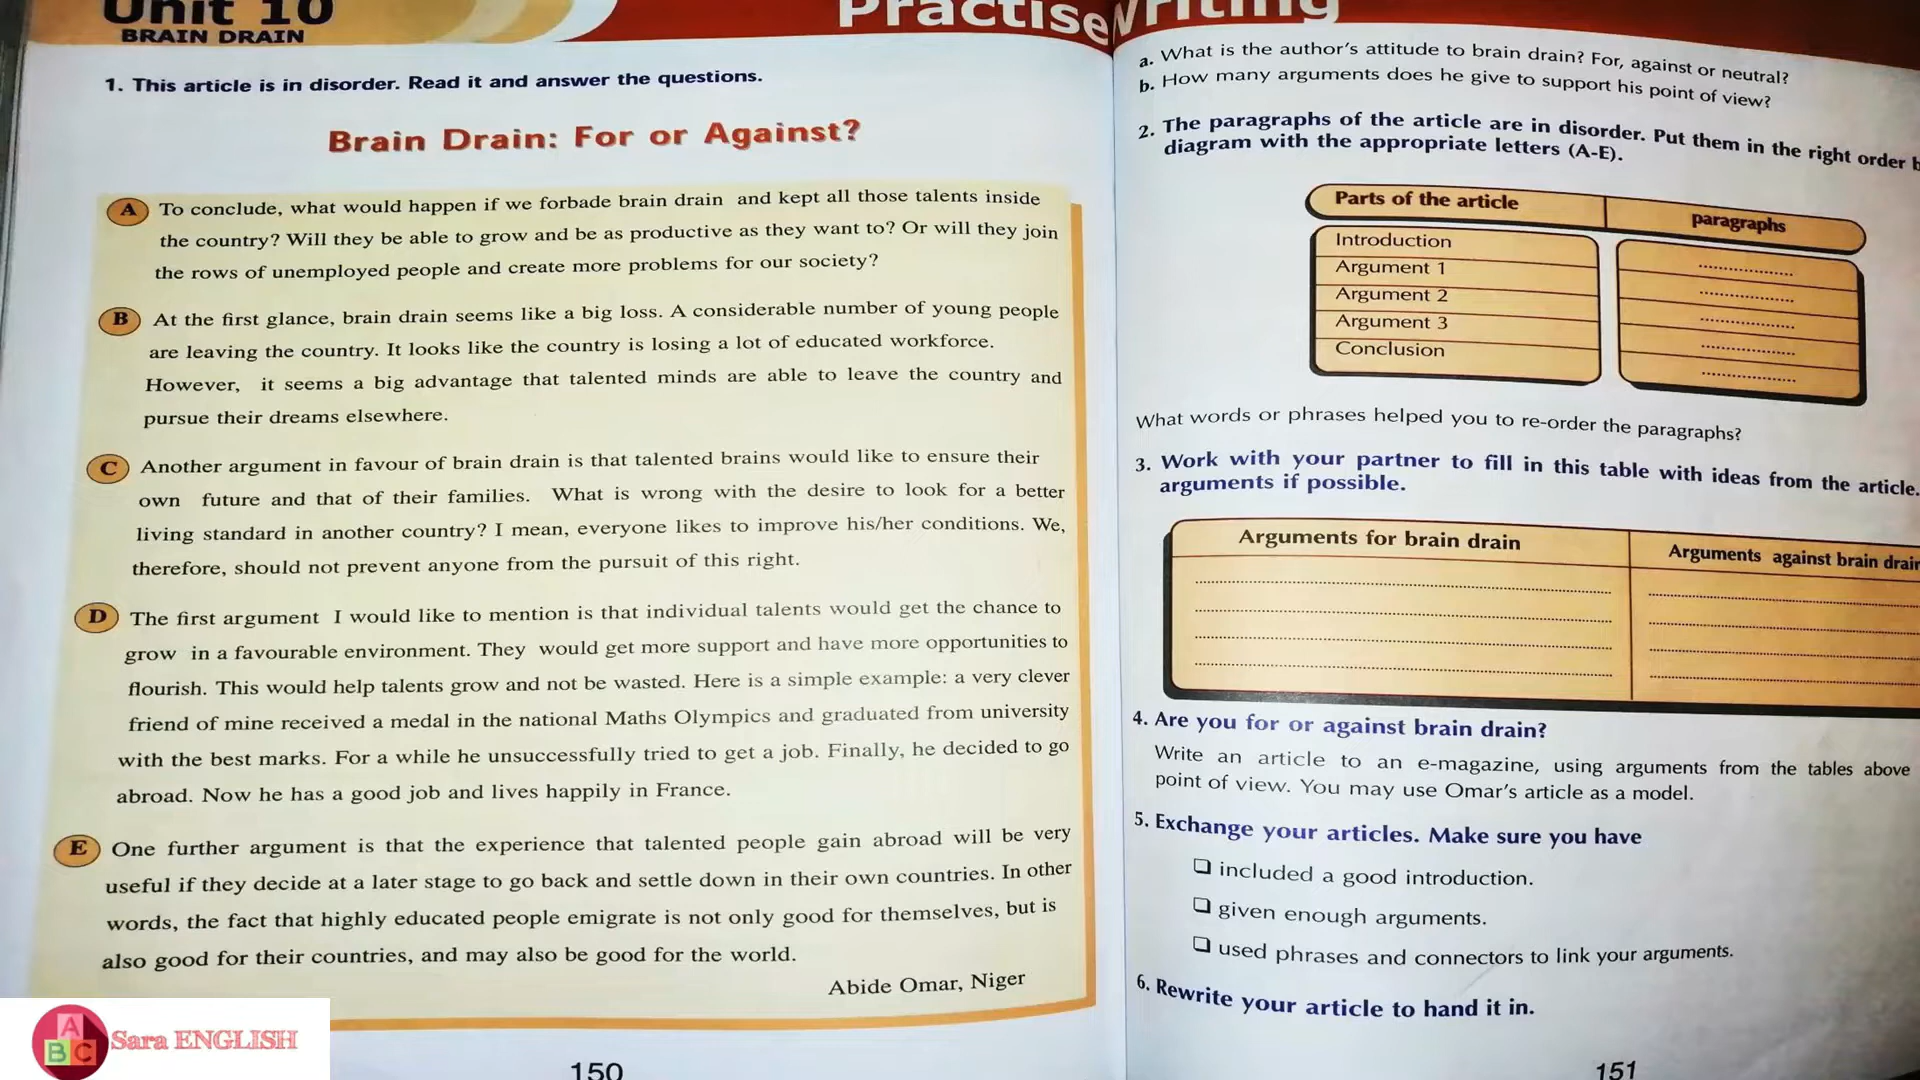 Unit 10
BRAIN DRAIN
Practise Writing
1. This article is in disorder. Read it and answer the questions.
Brain Drain: For or Against?
A To conclude, what would happen if we forbade brain drain and kept all those talents inside
the country? Will they be able to grow and be as productive as they want to? Or will they join
the rows of unemployed people and create more problems for our society?
B At the first glance, brain drain seems like a big loss. A considerable number of young people
are leaving the country. It looks like the country is losing a lot of educated workforce.
However, it seems a big advantage that talented minds are able to leave the country and
pursue their dreams elsewhere.
C Another argument in favour of brain drain is that talented brains would like to ensure their
own future and that of their families. What is wrong with the desire to look for a better
living standard in another country? I mean, everyone likes to improve his/her conditions. We,
therefore, should not prevent anyone from the pursuit of this right.
D The first argument I would like to mention is that individual talents would get the chance to
grow in a favourable environment. They would get more support and have more opportunities to
flourish. This would help talents grow and not be wasted. Here is a simple example: a very clever
friend of mine received a medal in the national Maths Olympics and graduated from university
with the best marks. For a while he unsuccessfully tried to get a job. Finally, he decided to go
abroad. Now he has a good job and lives happily in France.
E One further argument is that the experience that talented people gain abroad will be very
useful if they decide at a later stage to go back and settle down in their own countries. In other
words, the fact that highly educated people emigrate is not only good for themselves, but is
also good for their countries, and may also be good for the world.
Abide Omar, Niger
150
a. What is the author's attitude to brain drain? For, against or neutral?
b. How many arguments does he give to support his point of view?
2. The paragraphs of the article are in disorder. Put them in the right order
diagram with the appropriate letters (A-E).
Parts of the article paragraphs
Introduction ....................
Argument 1 ....................
Argument 2 ....................
Argument 3 ....................
Conclusion ....................
What words or phrases helped you to re-order the paragraphs?
3. Work with your partner to fill in this table with ideas from the article.
arguments if possible.
Arguments for brain drain Arguments against brain drain
4. Are you for or against brain drain?
Write an article to an e-magazine, using arguments from the tables above
point of view. You may use Omar's article as a model.
5. Exchange your articles. Make sure you have
❑ included a good introduction.
❑ given enough arguments.
❑ used phrases and connectors to link your arguments.
6. Rewrite your article to hand it in.
151
A
B C
Sara ENGLISH